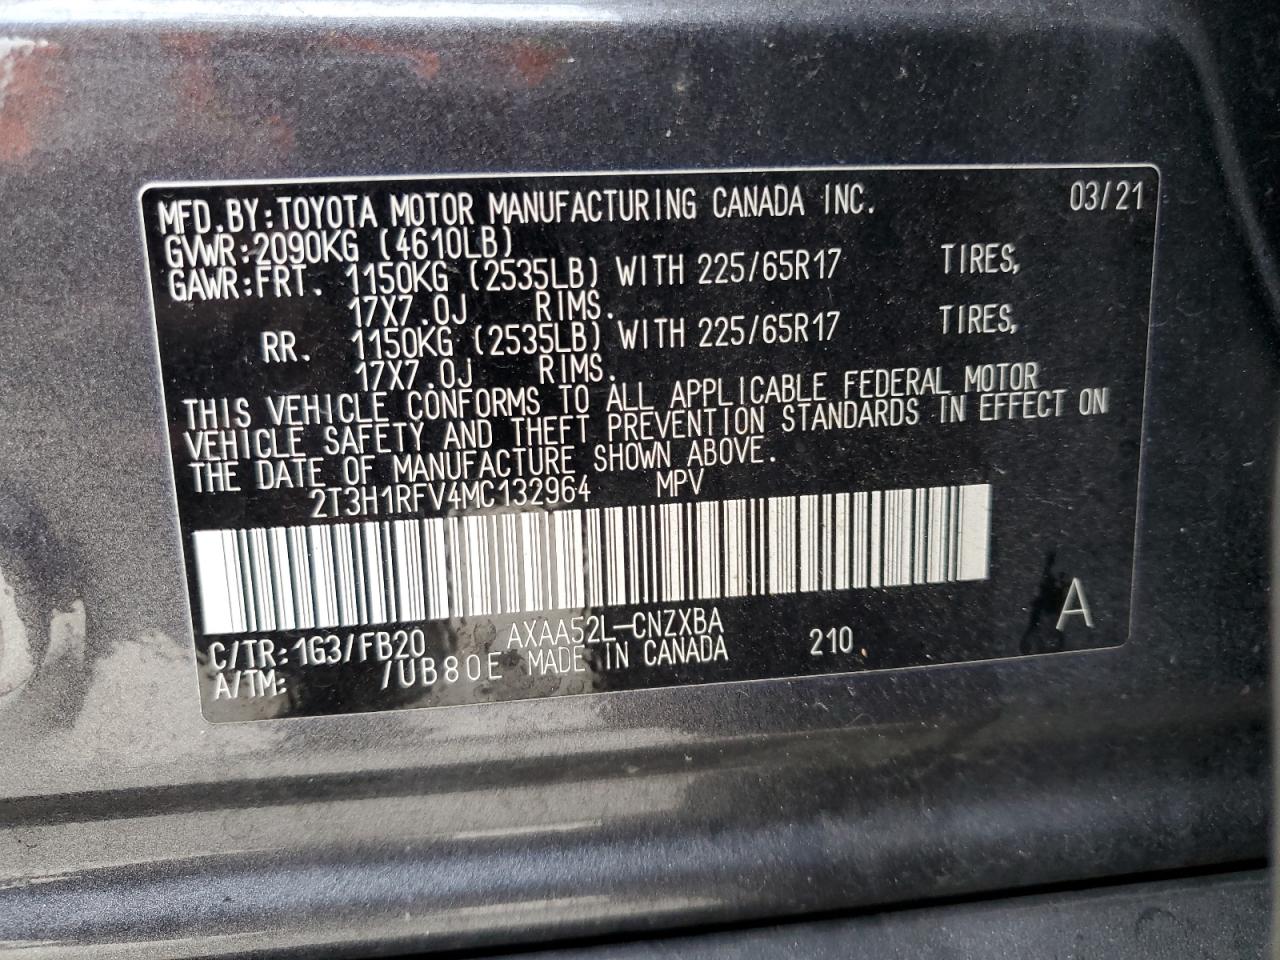 MFD.BY:TOYOTA MOTOR MANUFACTURING CANADA INC. 03/21
GVWR:2090KG (4610LB)
GAWR:FRT. 1150KG (2535LB) WITH 225/65R17 TIRES,
17X7.0J RIMS.
RR. 1150KG (2535LB) WITH 225/65R17 TIRES,
17X7.0J RIMS.
THIS VEHICLE CONFORMS TO ALL APPLICABLE FEDERAL MOTOR
VEHICLE SAFETY AND THEFT PREVENTION STANDARDS IN EFFECT ON
THE DATE OF MANUFACTURE SHOWN ABOVE.
2T3H1RFV4MC132964 MPV
C/TR:1G3/FB20 AXAA52L-CNZXBA A
A/TM: /UB80E MADE IN CANADA 210